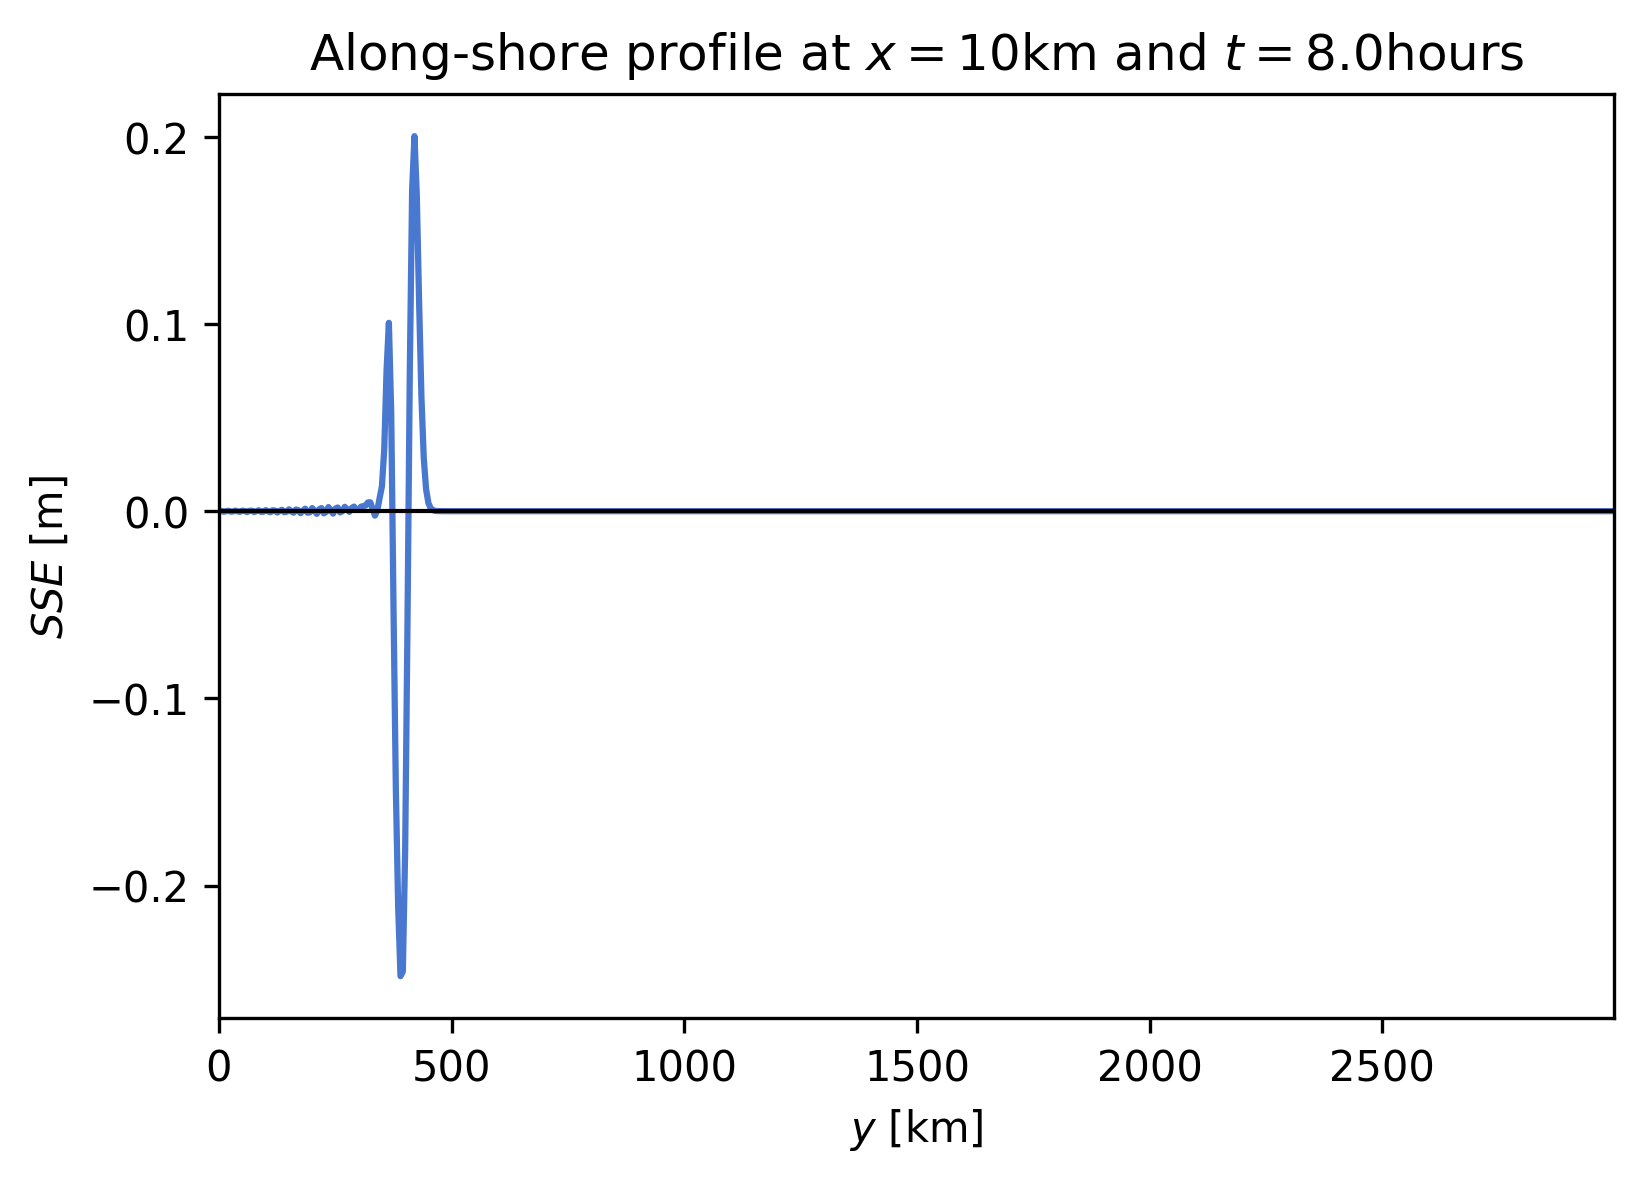 Along-shore profile at x = 10km and t = 8.0hours
0.2
0.1
0.0
−0.1
−0.2
SSE [m]
0 500 1000 1500 2000 2500
y [km]